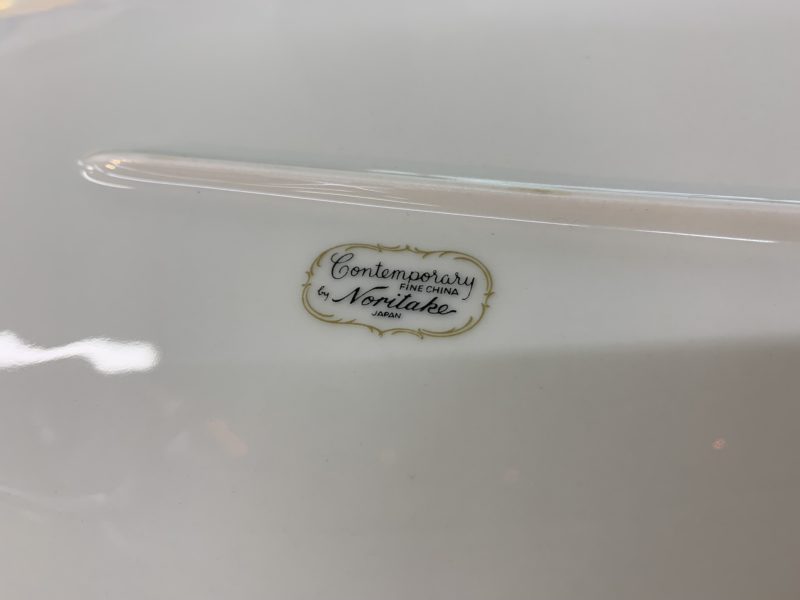 Contemporary
FINE CHINA
by Noritake
JAPAN